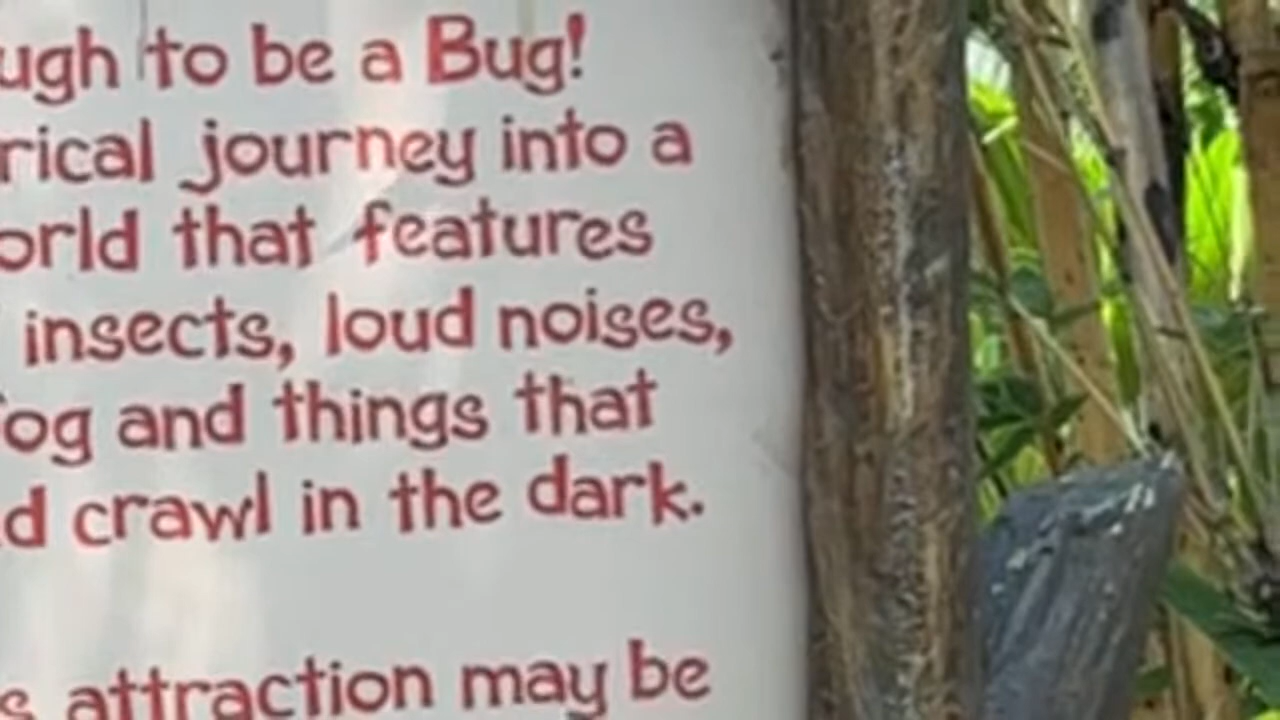 ugh to be a Bug!
rical journey into a
orld that features
insects, loud noises,
fog and things that
d crawl in the dark.
s attraction may be